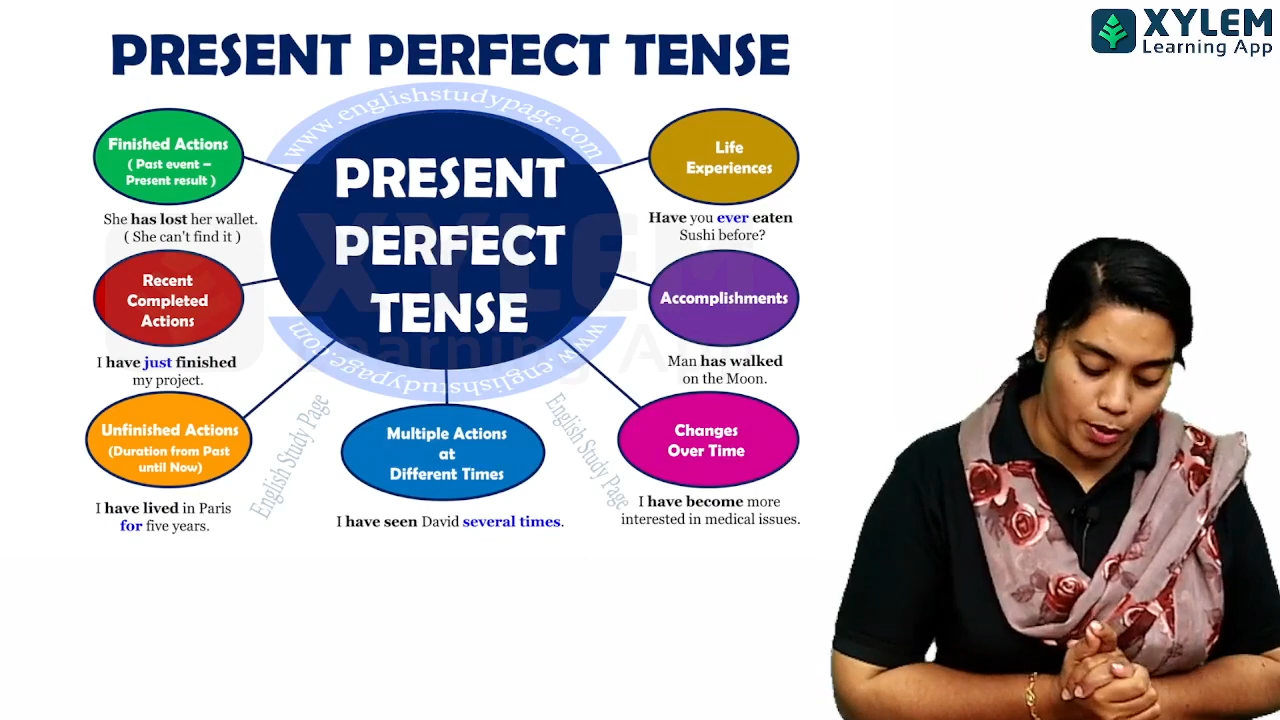 PRESENT PERFECT TENSE
XYLEM
Learning App
www.englishstudypage.com
PRESENT
PERFECT
TENSE
www.englishstudypage.com
Finished Actions
( Past event –
Present result )
She has lost her wallet.
( She can't find it )
Recent
Completed
Actions
I have just finished
my project.
Unfinished Actions
(Duration from Past
until Now)
I have lived in Paris
for five years.
Multiple Actions
at
Different Times
I have seen David several times.
Life
Experiences
Have you ever eaten
Sushi before?
Accomplishments
Man has walked
on the Moon.
Changes
Over Time
I have become more
interested in medical issues.
English Study Page
English Study Page
XYLEM
Learning App